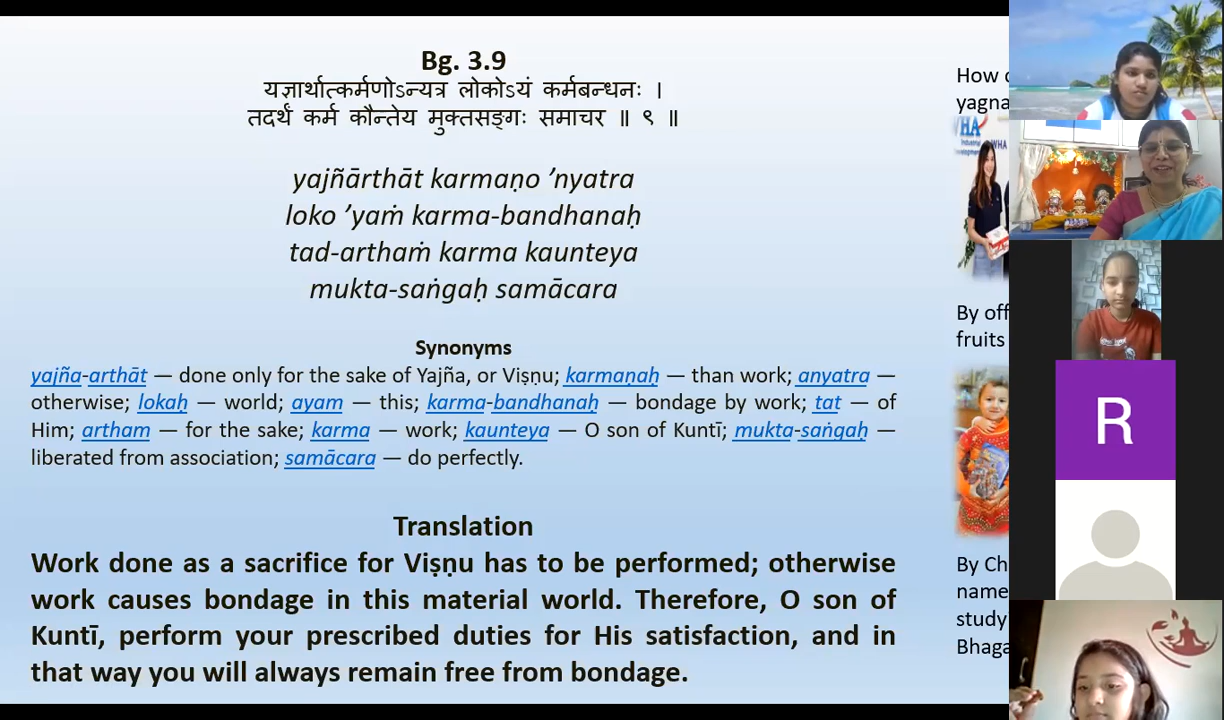 Bg. 3.9
यज्ञार्थात्कर्मणोऽन्यत्र लोकोऽयं कर्मबन्धनः ।
तदर्थं कर्म कौन्तेय मुक्तसङ्गः समाचर ॥ ९ ॥
yajñārthāt karmaṇo ’nyatra
loko ’yaṁ karma-bandhanaḥ
tad-arthaṁ karma kaunteya
mukta-saṅgaḥ samācara
Synonyms
yajña-arthāt — done only for the sake of Yajña, or Viṣṇu; karmaṇaḥ — than work; anyatra —
otherwise; lokaḥ — world; ayam — this; karma-bandhanaḥ — bondage by work; tat — of
Him; artham — for the sake; karma — work; kaunteya — O son of Kuntī; mukta-saṅgaḥ —
liberated from association; samācara — do perfectly.
Translation
Work done as a sacrifice for Viṣṇu has to be performed; otherwise
work causes bondage in this material world. Therefore, O son of
Kuntī, perform your prescribed duties for His satisfaction, and in
that way you will always remain free from bondage.
How
yagna
By
fruits
By
name
study
R